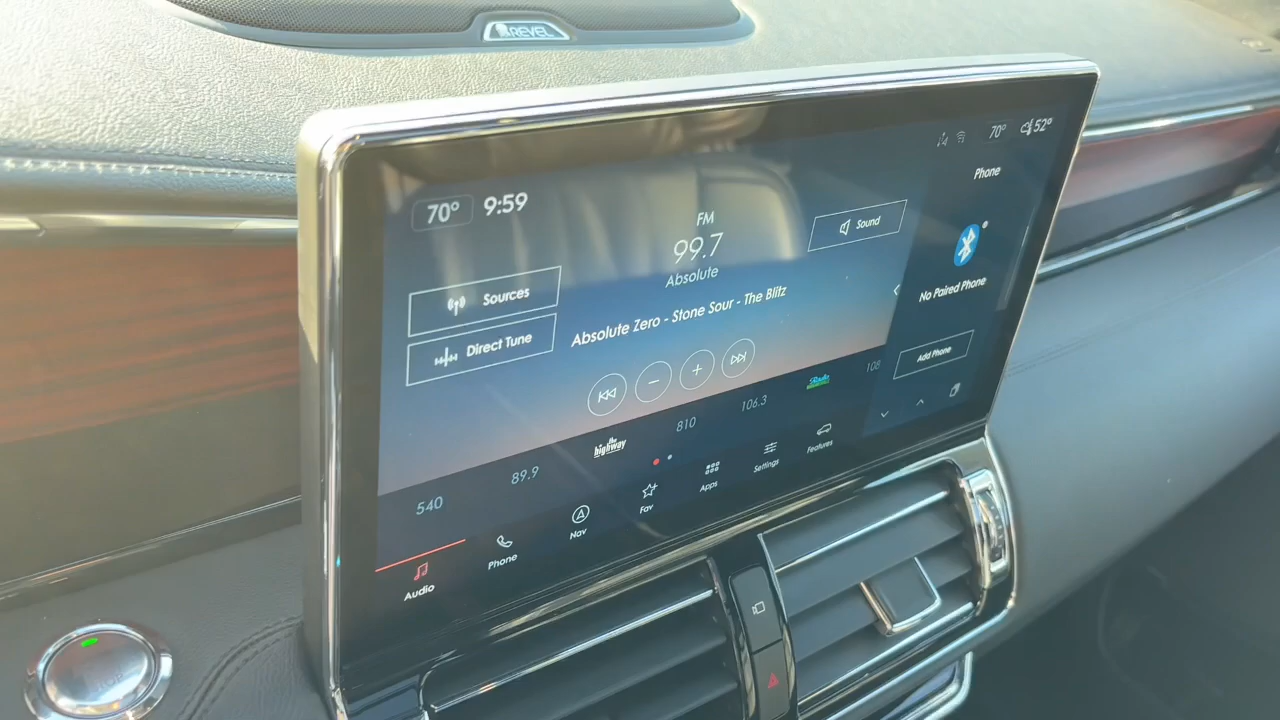 REVEL
70° 9:59
70° 52°
Phone
FM
99.7
Absolute
Sound
Sources
Direct Tune
Absolute Zero - Stone Sour - The Blitz
No Paired Phone
Add Phone
540
89.9
the highway
810
106.3
108
Audio
Phone
Nav
Fav
Apps
Settings
Features